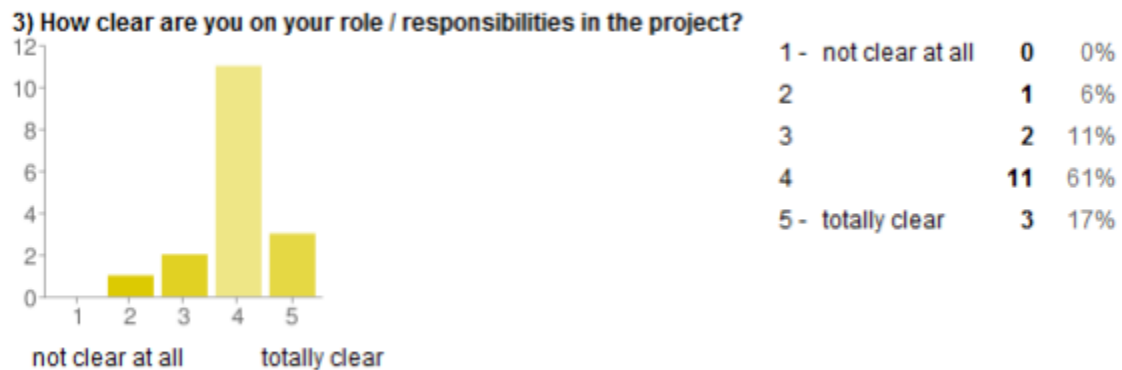 3) How clear are you on your role / responsibilities in the project?
12
10
8
6
4
2
0
1 2 3 4 5
not clear at all totally clear
1 - not clear at all 0 0%
2 1 6%
3 2 11%
4 11 61%
5 - totally clear 3 17%